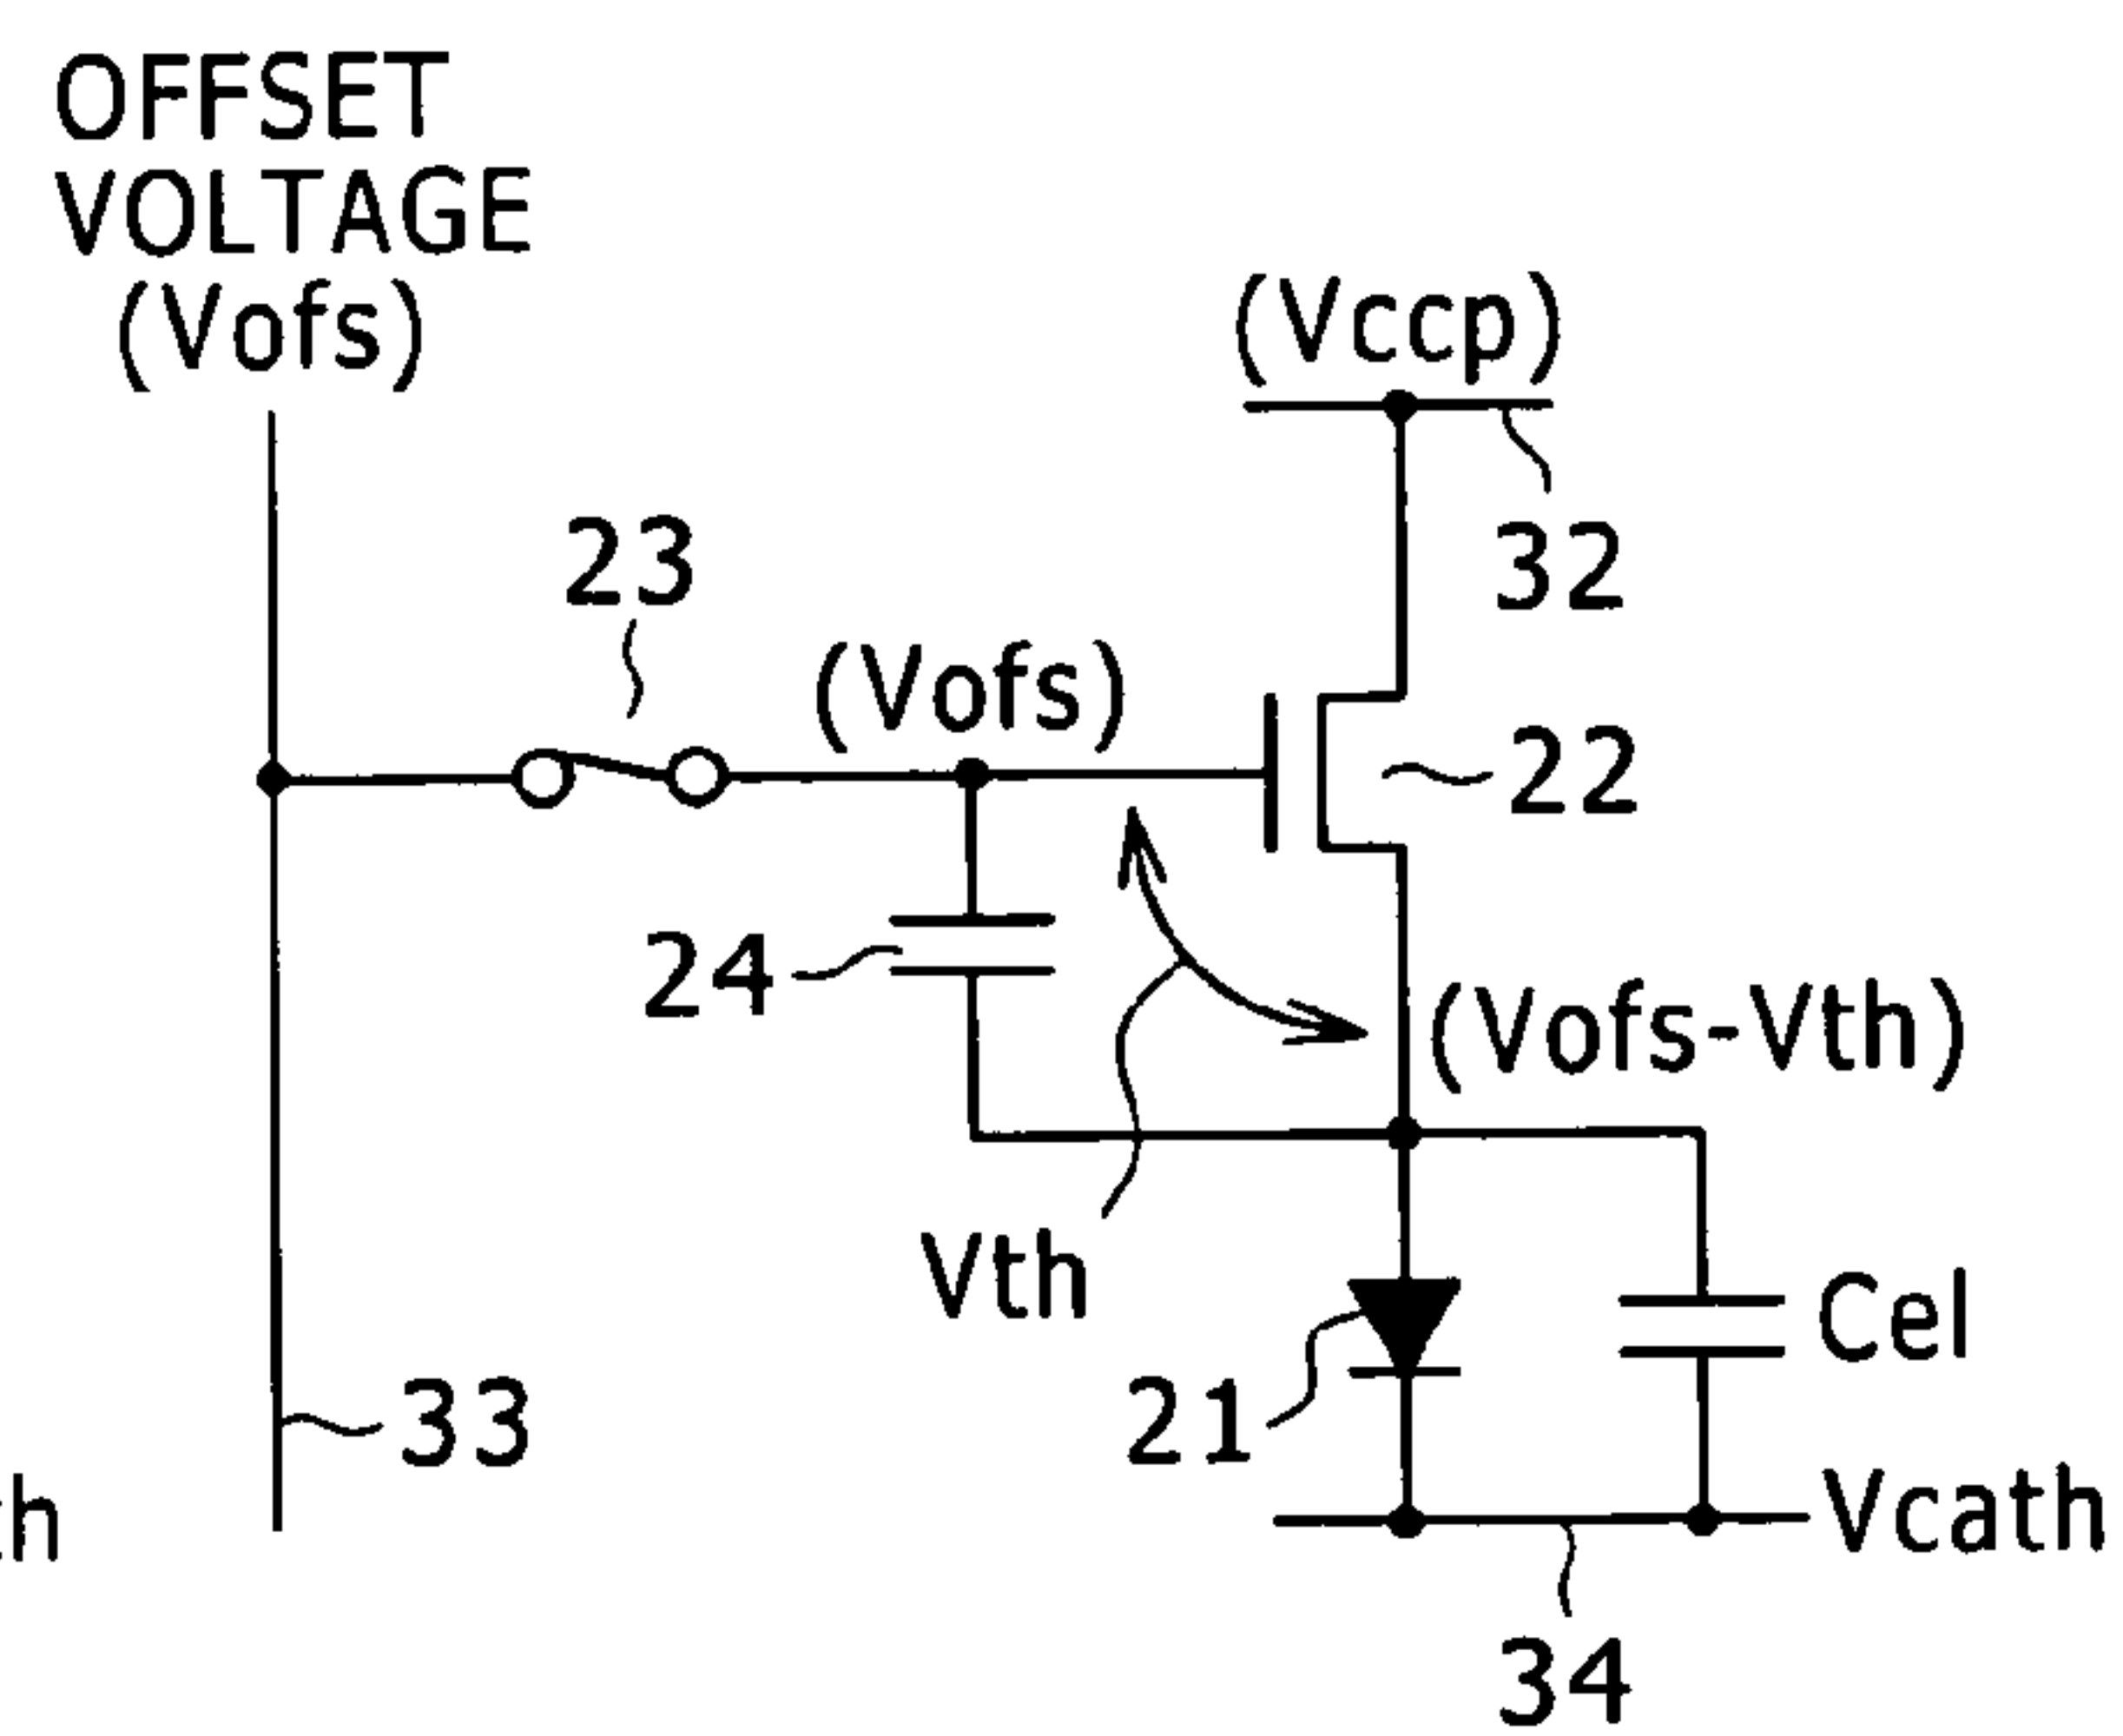 OFFSET
VOLTAGE
(Vofs)
(Vccp)
32
23
(Vofs)
22
24
(Vofs-Vth)
Vth
Cel
21
33
h
Vcath
34